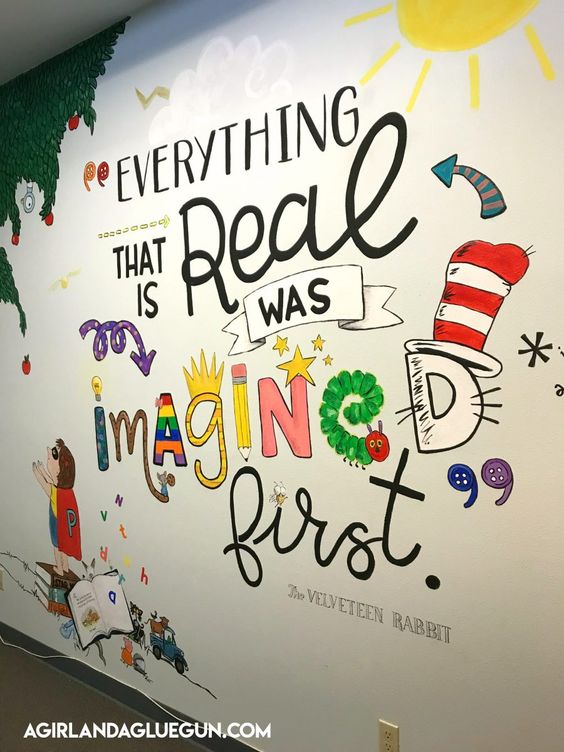 EVERYTHING
THAT IS Real
WAS
imagineD
first.
The VELVETEEN RABBIT
P
n
v
t
d
t
h
r
a
AGIRLANDAGLUEGUN.COM